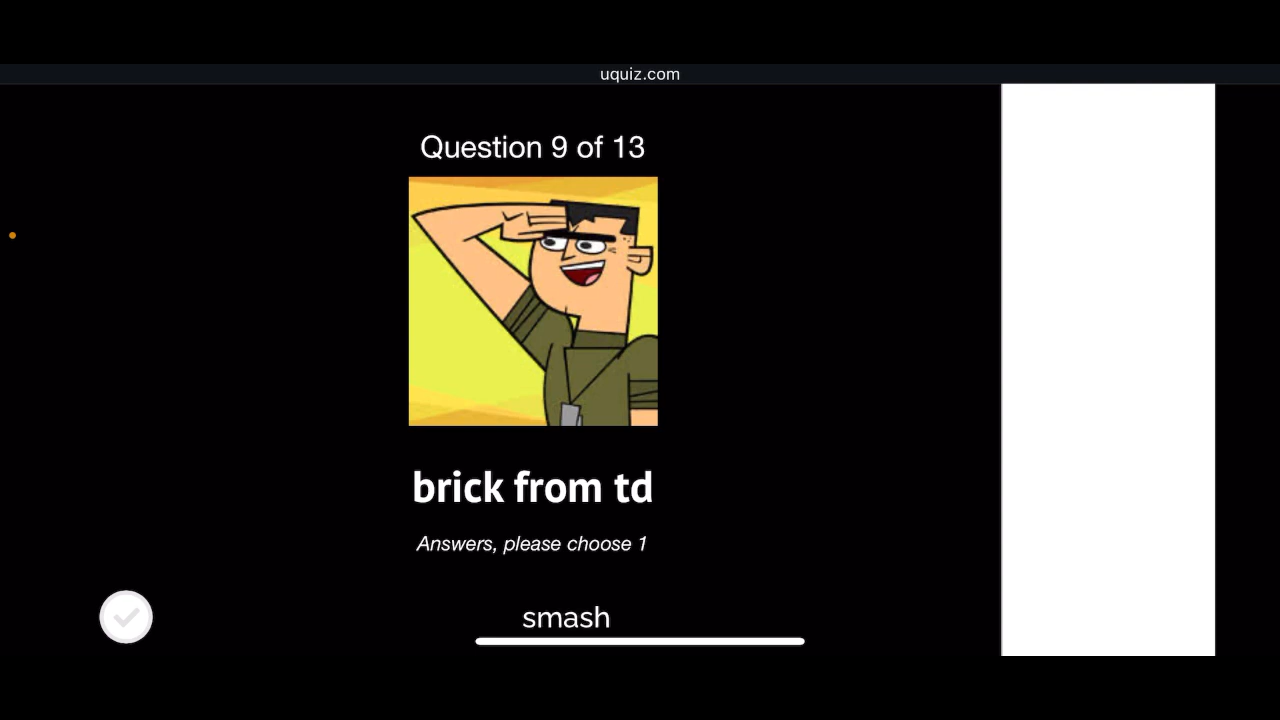 uquiz.com
Question 9 of 13
brick from td
Answers, please choose 1
smash